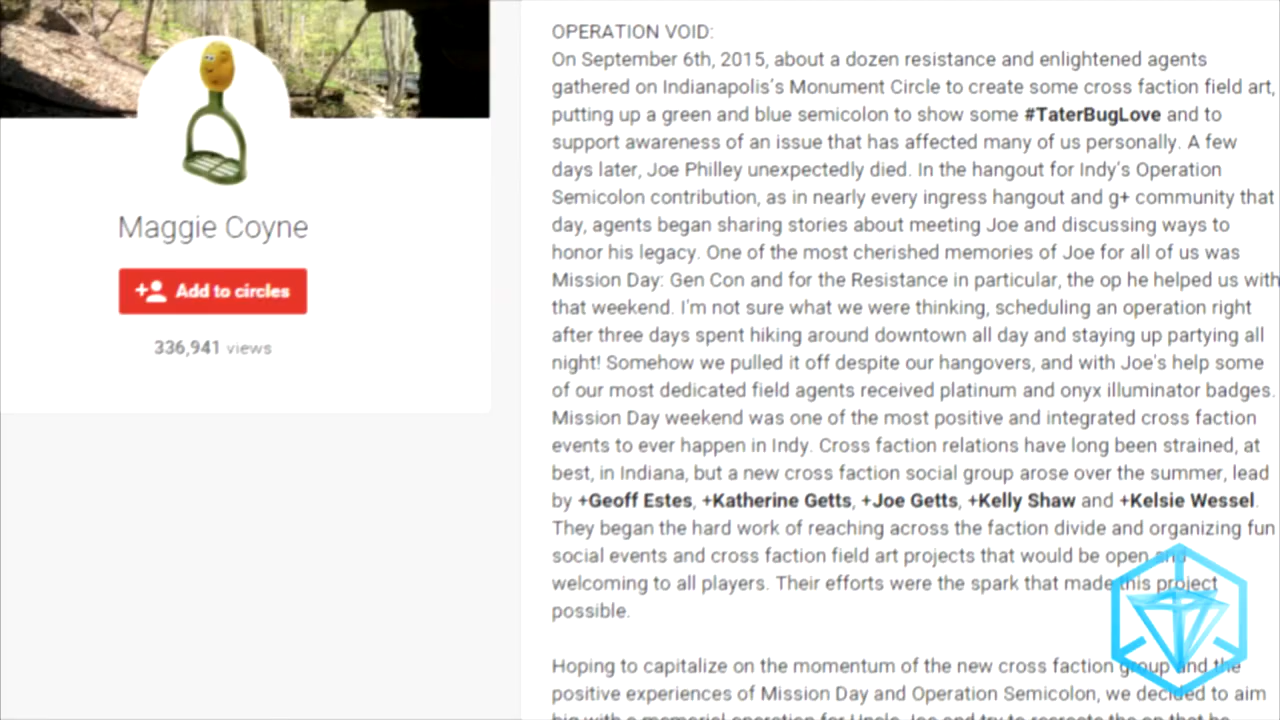 Maggie Coyne
Add to circles
336,941 views
OPERATION VOID:
On September 6th, 2015, about a dozen resistance and enlightened agents
gathered on Indianapolis's Monument Circle to create some cross faction field art,
putting up a green and blue semicolon to show some #TaterBugLove and to
support awareness of an issue that has affected many of us personally. A few
days later, Joe Philley unexpectedly died. In the hangout for Indy's Operation
Semicolon contribution, as in nearly every ingress hangout and g+ community that
day, agents began sharing stories about meeting Joe and discussing ways to
honor his legacy. One of the most cherished memories of Joe for all of us was
Mission Day: Gen Con and for the Resistance in particular, the op he helped us with
that weekend. I'm not sure what we were thinking, scheduling an operation right
after three days spent hiking around downtown all day and staying up partying all
night! Somehow we pulled it off despite our hangovers, and with Joe's help some
of our most dedicated field agents received platinum and onyx illuminator badges.
Mission Day weekend was one of the most positive and integrated cross faction
events to ever happen in Indy. Cross faction relations have long been strained, at
best, in Indiana, but a new cross faction social group arose over the summer, lead
by +Geoff Estes, +Katherine Getts, +Joe Getts, +Kelly Shaw and +Kelsie Wessel.
They began the hard work of reaching across the faction divide and organizing fun
social events and cross faction field art projects that would be open and
welcoming to all players. Their efforts were the spark that made this project
possible.
Hoping to capitalize on the momentum of the new cross faction group and the
positive experiences of Mission Day and Operation Semicolon, we decided to aim
big with a memorial operation for Uncle Joe and try to recreate the op that he